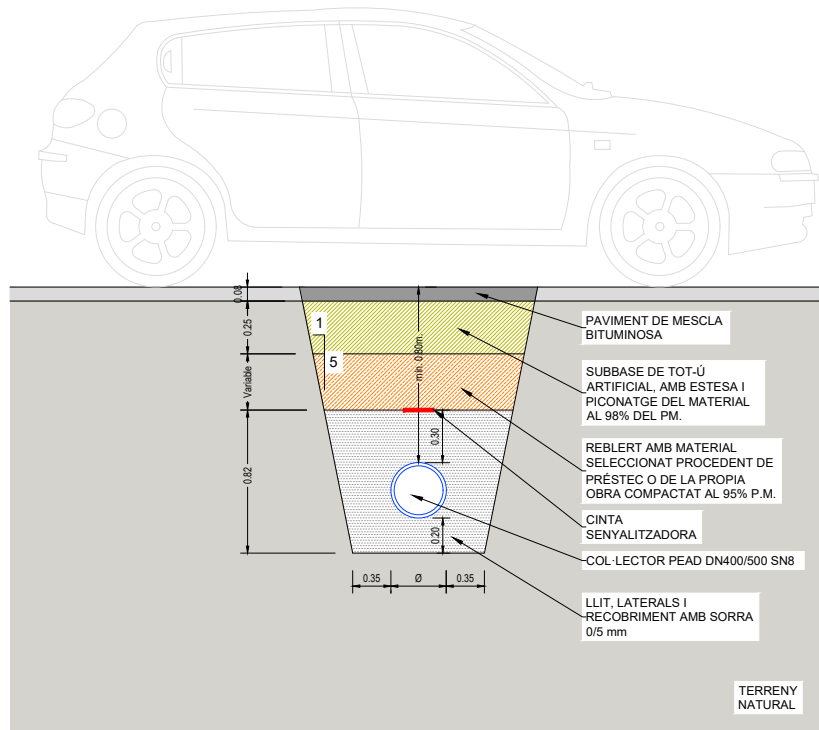 0.08
0.25
Variable
0.82
1
5
mín. 0.80m.
0.30
0.20
0.35
Ø
0.35
PAVIMENT DE MESCLA
BITUMINOSA
SUBBASE DE TOT-Ú
ARTIFICIAL, AMB ESTESA I
PICONATGE DEL MATERIAL
AL 98% DEL PM.
REBLERT AMB MATERIAL
SELECCIONAT PROCEDENT DE
PRÉSTEC O DE LA PROPIA
OBRA COMPACTAT AL 95% P.M.
CINTA
SENYALITZADORA
COL·LECTOR PEAD DN400/500 SN8
LLIT, LATERALS I
RECOBRIMENT AMB SORRA
0/5 mm
TERRENY
NATURAL